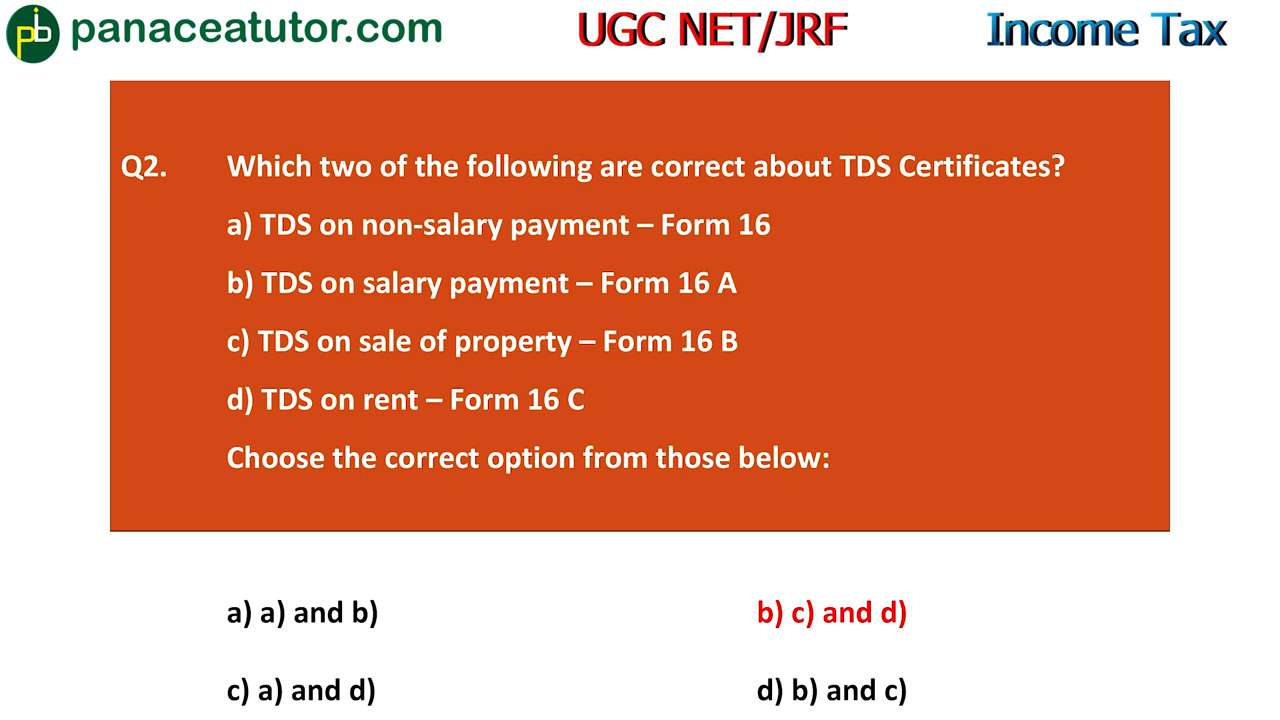 pb panaceatutor.com UGC NET/JRF Income Tax
Q2. Which two of the following are correct about TDS Certificates?
a) TDS on non-salary payment – Form 16
b) TDS on salary payment – Form 16 A
c) TDS on sale of property – Form 16 B
d) TDS on rent – Form 16 C
Choose the correct option from those below:
a) a) and b) b) c) and d)
c) a) and d) d) b) and c)